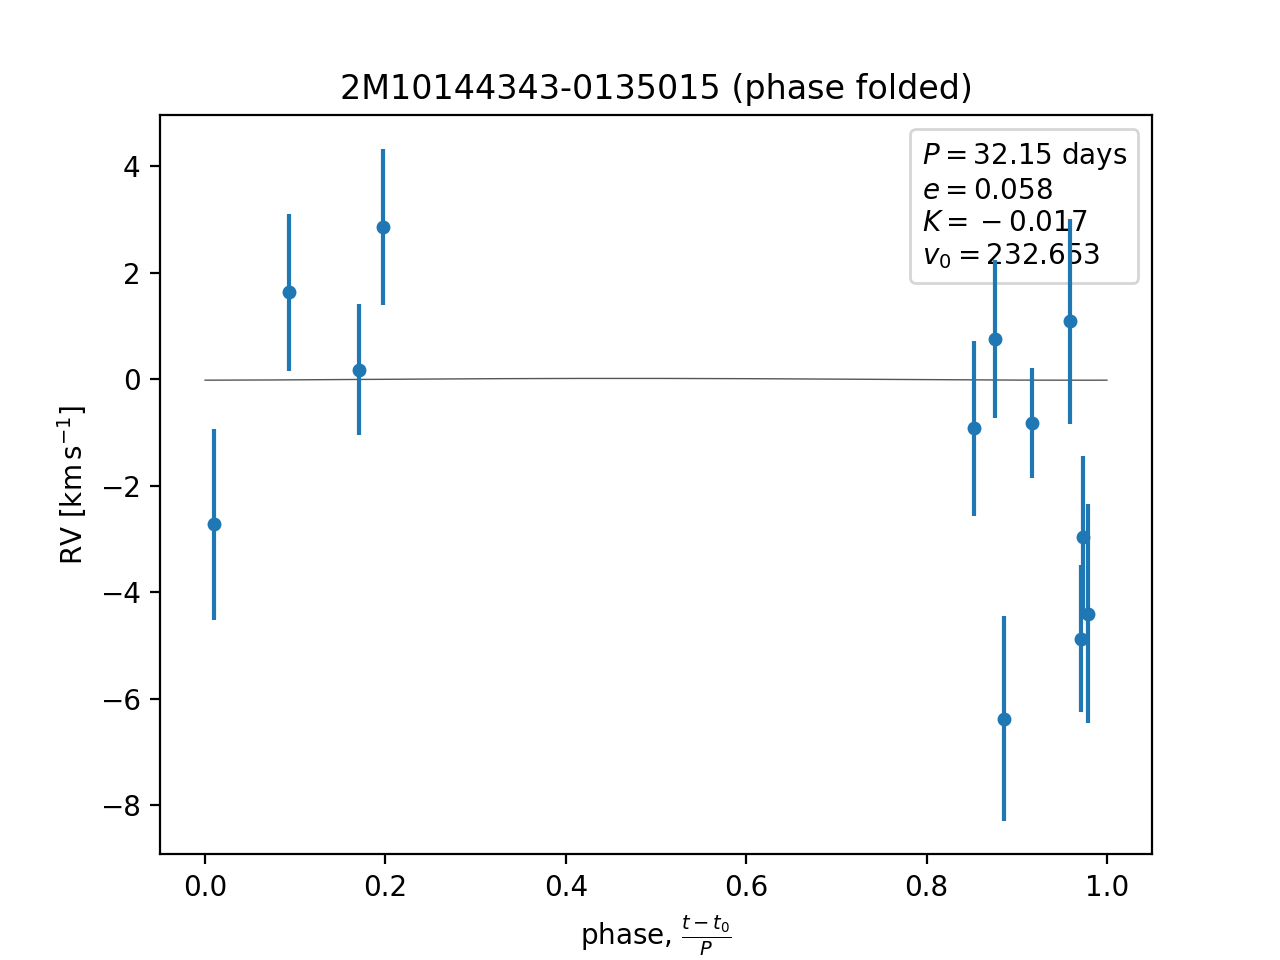 2M10144343-0135015 (phase folded)
P = 32.15 days
e = 0.058
K = −0.017
v₀ = 232.653
4
2
0
−2
−4
−6
−8
RV [km s⁻¹]
0.0 0.2 0.4 0.6 0.8 1.0
phase, (t − t₀)/P